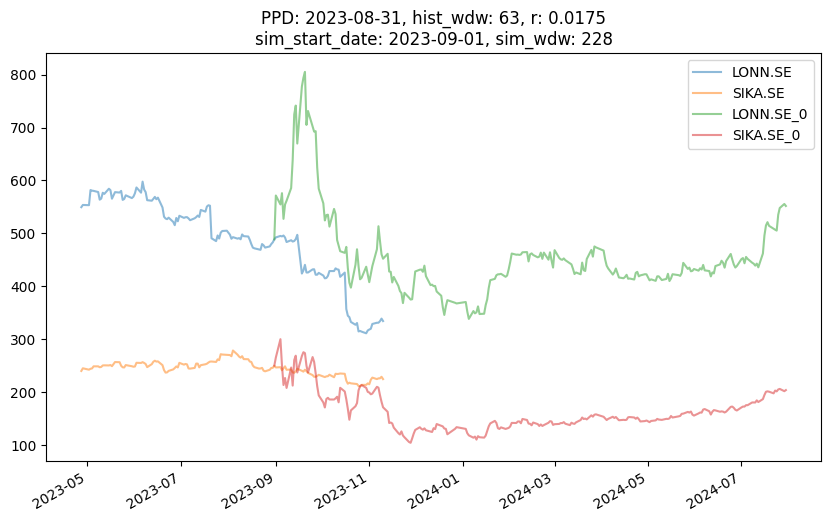 PPD: 2023-08-31, hist_wdw: 63, r: 0.0175
sim_start_date: 2023-09-01, sim_wdw: 228
LONN.SE
SIKA.SE
LONN.SE_0
SIKA.SE_0
800
700
600
500
400
300
200
100
2023-05
2023-07
2023-09
2023-11
2024-01
2024-03
2024-05
2024-07